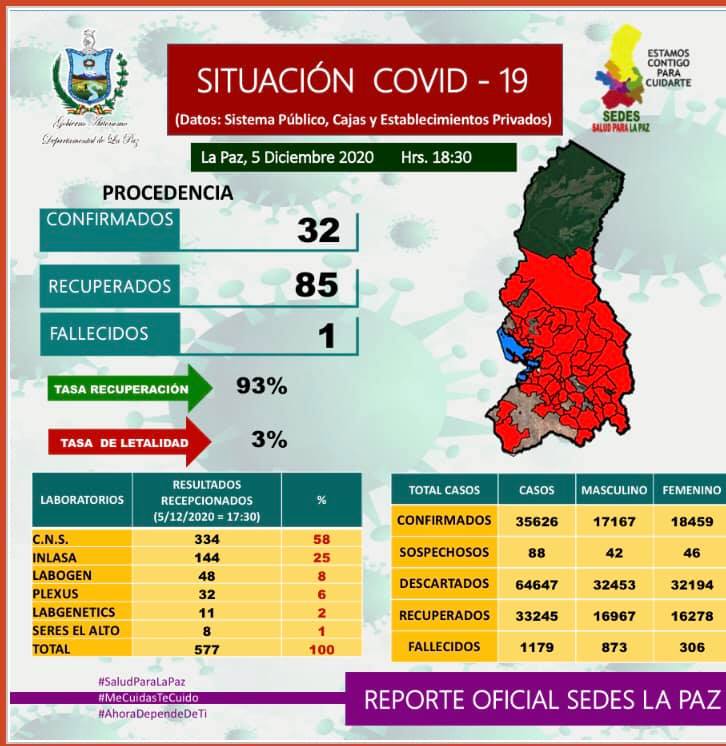 SITUACIÓN COVID - 19
(Datos: Sistema Público, Cajas y Establecimientos Privados)
Gobierno Autónomo
Departamental de La Paz
ESTAMOS
CONTIGO
PARA
CUIDARTE
SEDES
SALUD PARA LA PAZ
La Paz, 5 Diciembre 2020 Hrs. 18:30
PROCEDENCIA
CONFIRMADOS 32
RECUPERADOS 85
FALLECIDOS 1
TASA RECUPERACIÓN 93%
TASA DE LETALIDAD 3%
LABORATORIOS RESULTADOS RECEPCIONADOS (5/12/2020 = 17:30) %
C.N.S. 334 58
INLASA 144 25
LABOGEN 48 8
PLEXUS 32 6
LABGENETICS 11 2
SERES EL ALTO 8 1
TOTAL 577 100
TOTAL CASOS CASOS MASCULINO FEMENINO
CONFIRMADOS 35626 17167 18459
SOSPECHOSOS 88 42 46
DESCARTADOS 64647 32453 32194
RECUPERADOS 33245 16967 16278
FALLECIDOS 1179 873 306
#SaludParaLaPaz
#MeCuidasTeCuido
#AhoraDependeDeTi
REPORTE OFICIAL SEDES LA PAZ